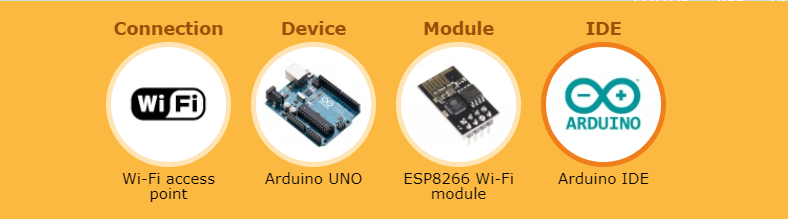 Connection
Device
Module
IDE
Wi Fi
ARDUINO
Wi-Fi access
point
Arduino UNO
ESP8266 Wi-Fi
module
Arduino IDE